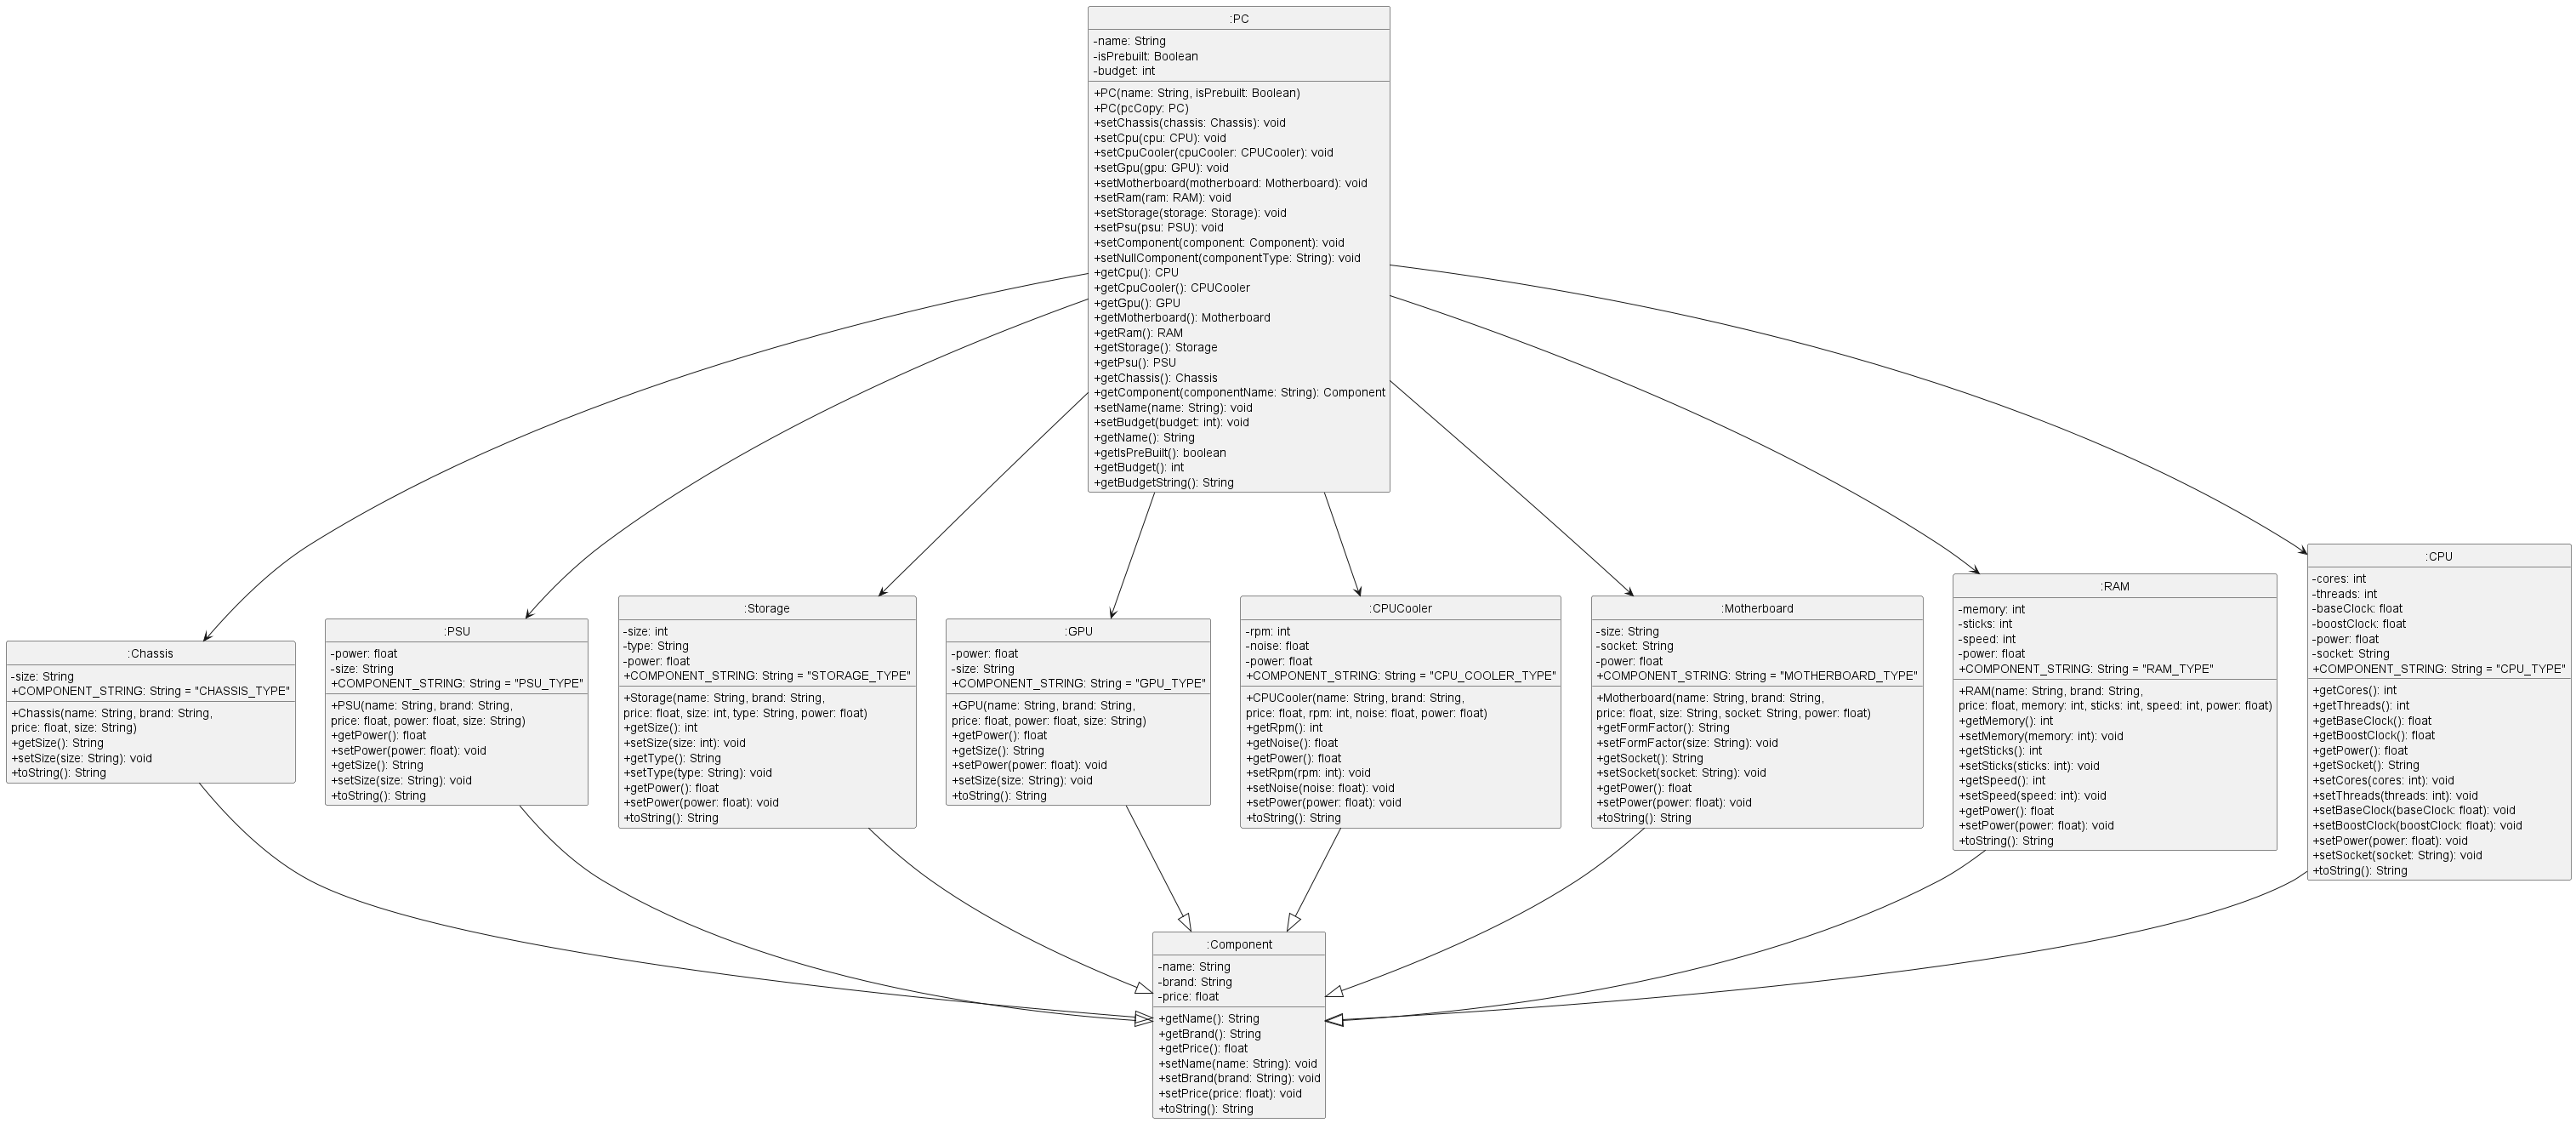 :PC
-name: String
-isPrebuilt: Boolean
-budget: int
+PC(name: String, isPrebuilt: Boolean)
+PC(pcCopy: PC)
+setChassis(chassis: Chassis): void
+setCpu(cpu: CPU): void
+setCpuCooler(cpuCooler: CPUCooler): void
+setGpu(gpu: GPU): void
+setMotherboard(motherboard: Motherboard): void
+setRam(ram: RAM): void
+setStorage(storage: Storage): void
+setPsu(psu: PSU): void
+setComponent(component: Component): void
+setNullComponent(componentType: String): void
+getCpu(): CPU
+getCpuCooler(): CPUCooler
+getGpu(): GPU
+getMotherboard(): Motherboard
+getRam(): RAM
+getStorage(): Storage
+getPsu(): PSU
+getChassis(): Chassis
+getComponent(componentName: String): Component
+setName(name: String): void
+setBudget(budget: int): void
+getName(): String
+getIsPreBuilt(): boolean
+getBudget(): int
+getBudgetString(): String
:Chassis
-size: String
+COMPONENT_STRING: String = "CHASSIS_TYPE"
+Chassis(name: String, brand: String,
price: float, size: String)
+getSize(): String
+setSize(size: String): void
+toString(): String
:PSU
-power: float
-size: String
+COMPONENT_STRING: String = "PSU_TYPE"
+PSU(name: String, brand: String,
price: float, power: float, size: String)
+getPower(): float
+setPower(power: float): void
+getSize(): String
+setSize(size: String): void
+toString(): String
:Storage
-size: int
-type: String
-power: float
+COMPONENT_STRING: String = "STORAGE_TYPE"
+Storage(name: String, brand: String,
price: float, size: int, type: String, power: float)
+getSize(): int
+setSize(size: int): void
+getType(): String
+setType(type: String): void
+getPower(): float
+setPower(power: float): void
+toString(): String
:GPU
-power: float
-size: String
+COMPONENT_STRING: String = "GPU_TYPE"
+GPU(name: String, brand: String,
price: float, power: float, size: String)
+getPower(): float
+getSize(): String
+setPower(power: float): void
+setSize(size: String): void
+toString(): String
:CPUCooler
-rpm: int
-noise: float
-power: float
+COMPONENT_STRING: String = "CPU_COOLER_TYPE"
+CPUCooler(name: String, brand: String,
price: float, rpm: int, noise: float, power: float)
+getRpm(): int
+getNoise(): float
+getPower(): float
+setRpm(rpm: int): void
+setNoise(noise: float): void
+setPower(power: float): void
+toString(): String
:Motherboard
-size: String
-socket: String
-power: float
+COMPONENT_STRING: String = "MOTHERBOARD_TYPE"
+Motherboard(name: String, brand: String,
price: float, size: String, socket: String, power: float)
+getFormFactor(): String
+setFormFactor(size: String): void
+getSocket(): String
+setSocket(socket: String): void
+getPower(): float
+setPower(power: float): void
+toString(): String
:RAM
-memory: int
-sticks: int
-speed: int
-power: float
+COMPONENT_STRING: String = "RAM_TYPE"
+RAM(name: String, brand: String,
price: float, memory: int, sticks: int, speed: int, power: float)
+getMemory(): int
+setMemory(memory: int): void
+getSticks(): int
+setSticks(sticks: int): void
+getSpeed(): int
+setSpeed(speed: int): void
+getPower(): float
+setPower(power: float): void
+toString(): String
:CPU
-cores: int
-threads: int
-baseClock: float
-boostClock: float
-power: float
-socket: String
+COMPONENT_STRING: String = "CPU_TYPE"
+getCores(): int
+getThreads(): int
+getBaseClock(): float
+getBoostClock(): float
+getPower(): float
+getSocket(): String
+setCores(cores: int): void
+setThreads(threads: int): void
+setBaseClock(baseClock: float): void
+setBoostClock(boostClock: float): void
+setPower(power: float): void
+setSocket(socket: String): void
+toString(): String
:Component
-name: String
-brand: String
-price: float
+getName(): String
+getBrand(): String
+getPrice(): float
+setName(name: String): void
+setBrand(brand: String): void
+setPrice(price: float): void
+toString(): String